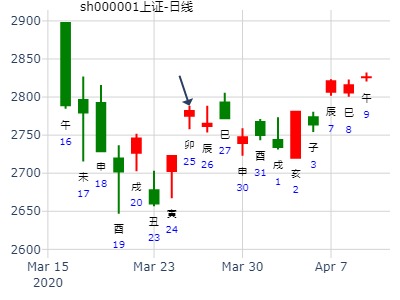 sh000001上证-日线
2900
2850
2800
2750
2700
2650
2600
午
16
未
17
申
18
酉
19
戌
20
丑
23
寅
24
卯
25
辰
26
巳
27
申
30
酉
31
戌
1
亥
2
子
3
辰
7
巳
8
午
9
Mar 15
2020
Mar 23
Mar 30
Apr 7